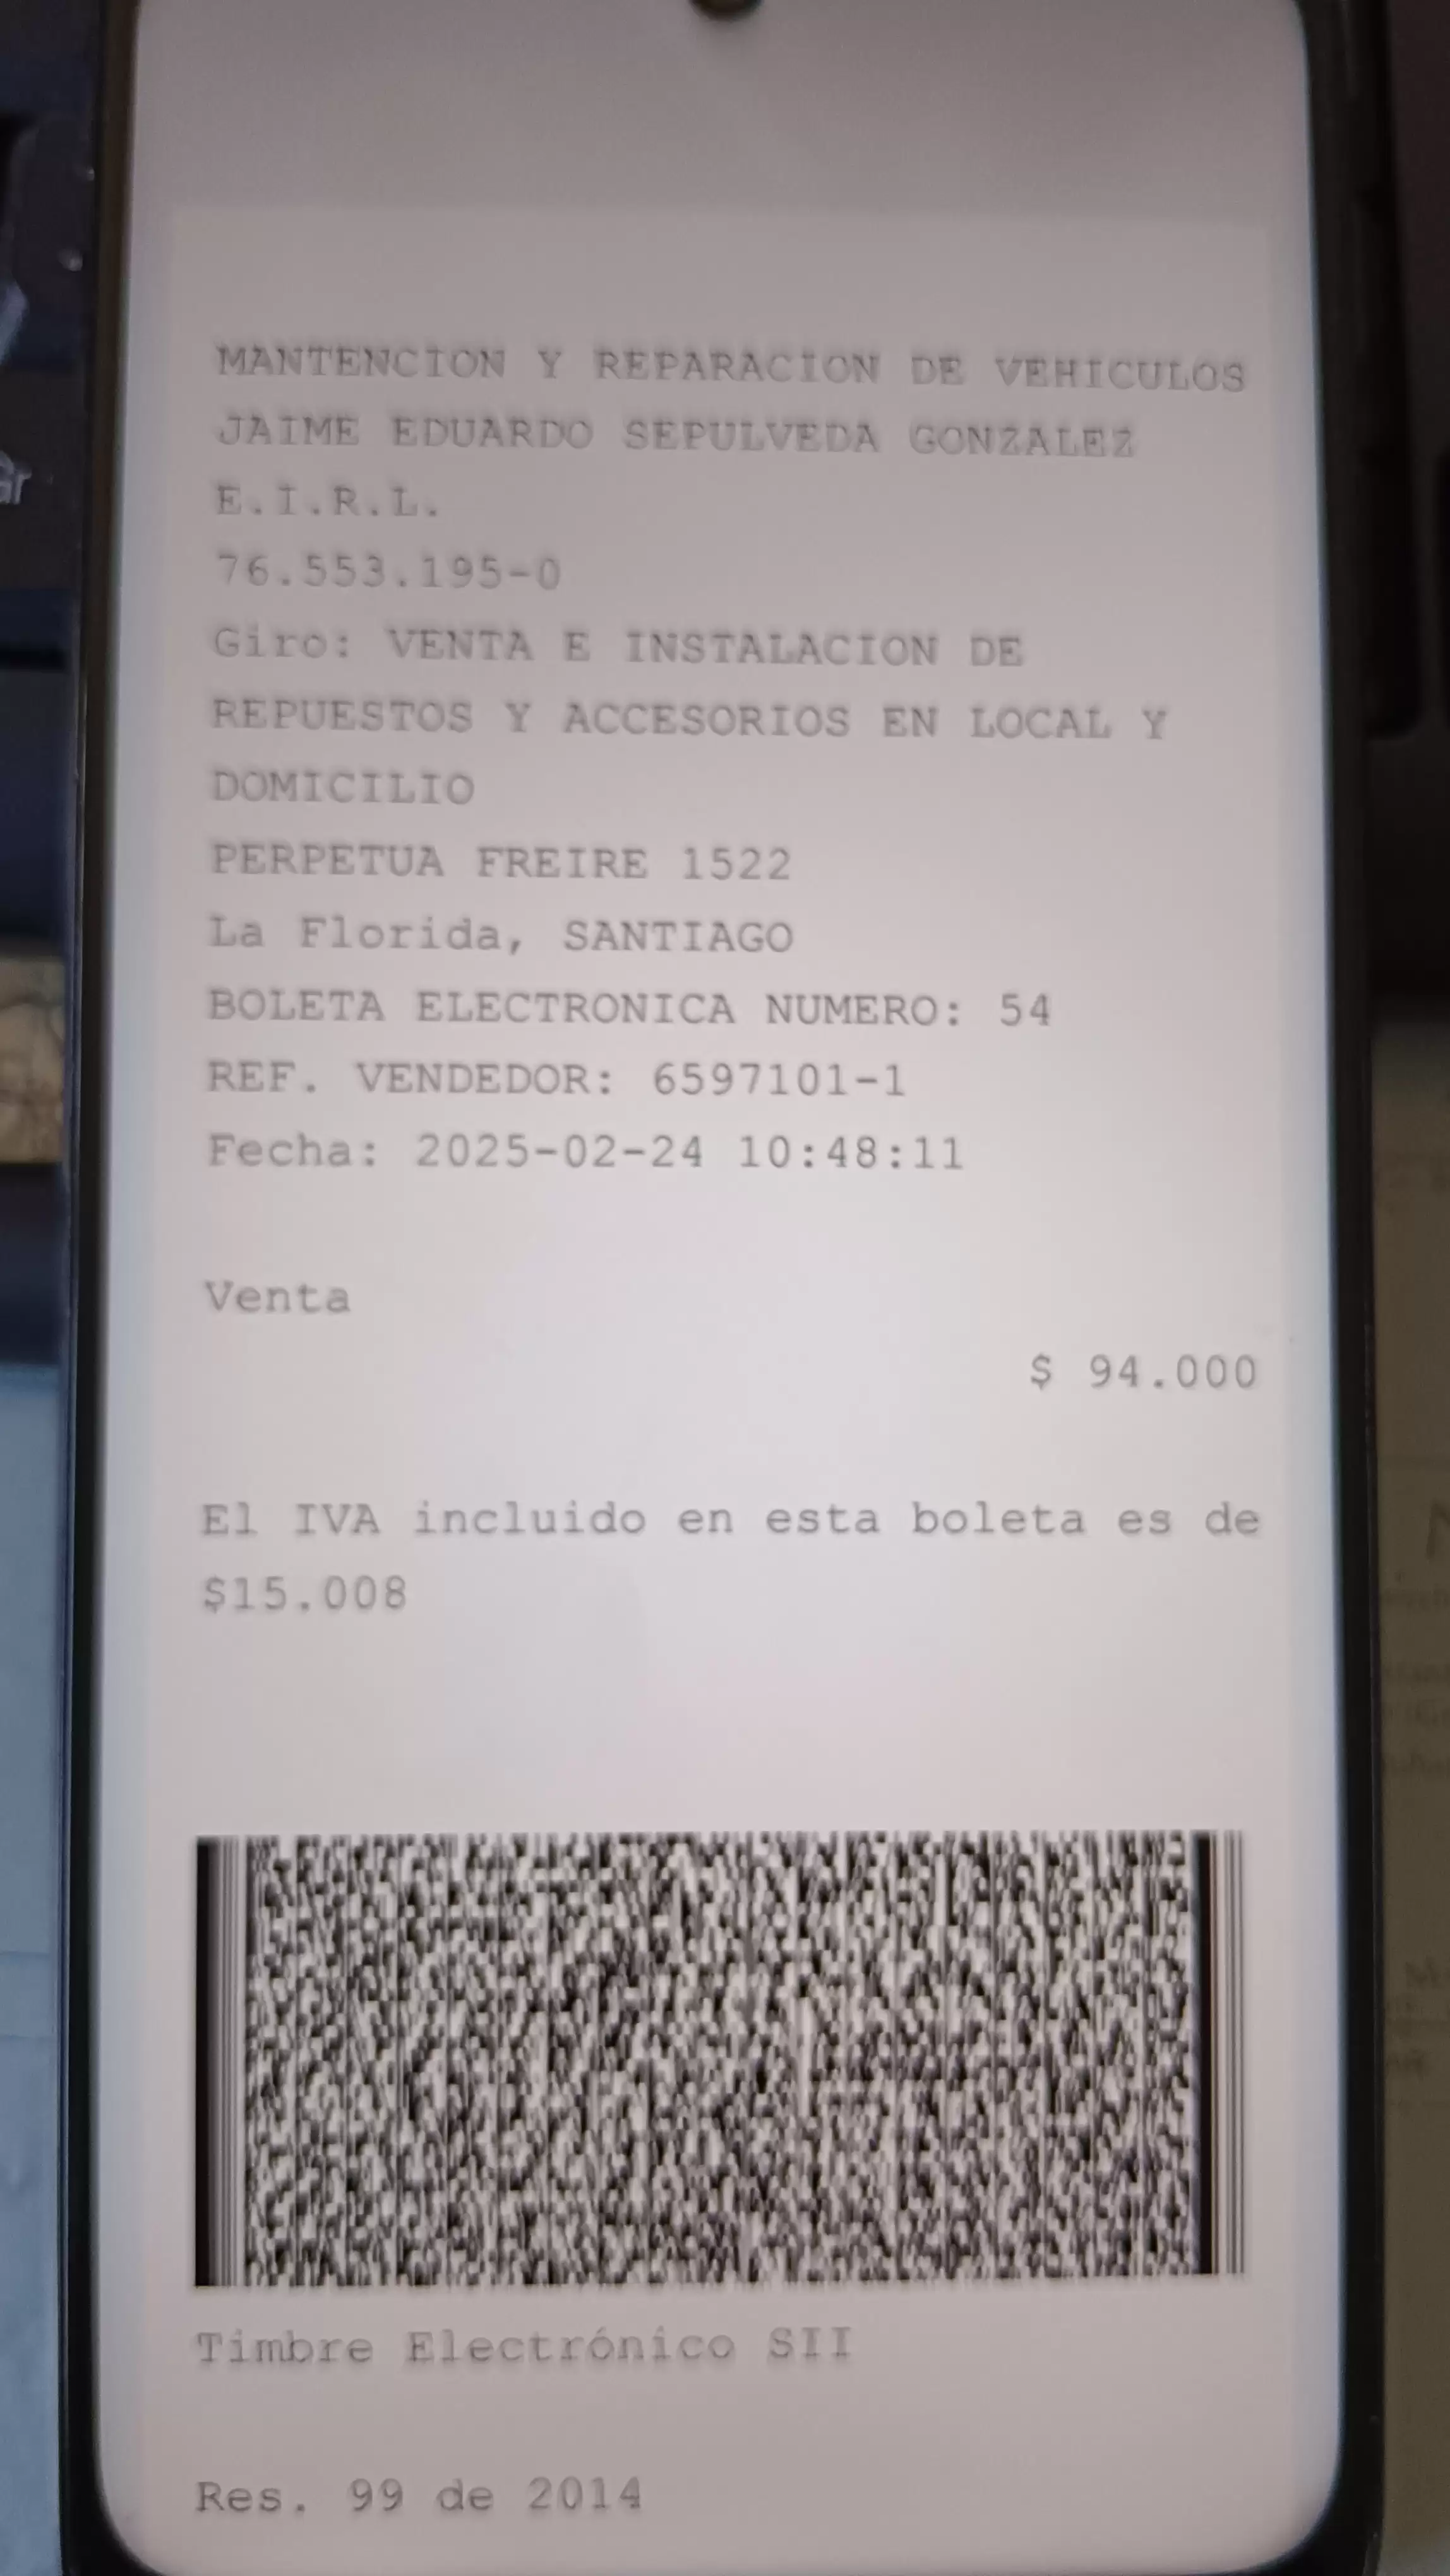 MANTENCION Y REPARACION DE VEHICULOS
JAIME EDUARDO SEPULVEDA GONZALEZ
E.I.R.L.
76.553.195-0
Giro: VENTA E INSTALACION DE
REPUESTOS Y ACCESORIOS EN LOCAL Y
DOMICILIO
PERPETUA FREIRE 1522
La Florida, SANTIAGO
BOLETA ELECTRONICA NUMERO: 54
REF. VENDEDOR: 6597101-1
Fecha: 2025-02-24 10:48:11
Venta
$ 94.000
El IVA incluido en esta boleta es de
$15.008
Timbre Electrónico SII
Res. 99 de 2014